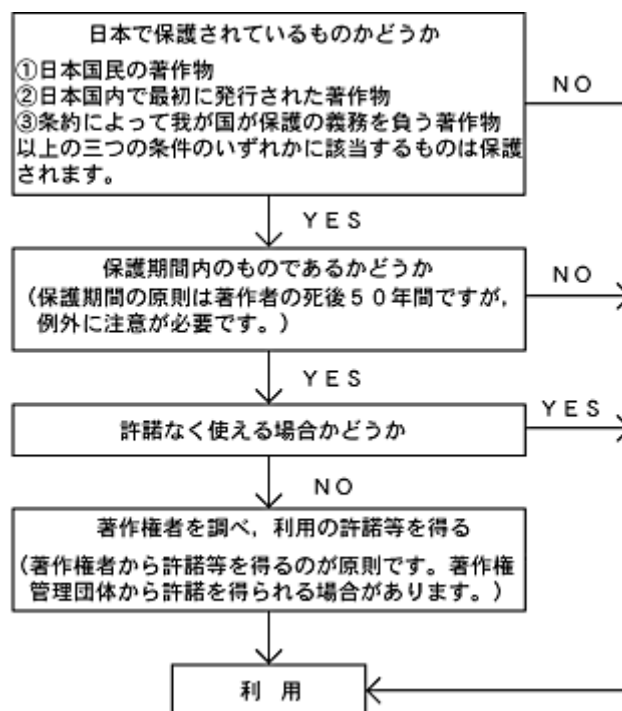 日本で保護されているものかどうか
①日本国民の著作物
②日本国内で最初に発行された著作物
③条約によって我が国が保護の義務を負う著作物
以上の三つの条件のいずれかに該当するものは保護
されます。
ＮＯ
ＹＥＳ
保護期間内のものであるかどうか
（保護期間の原則は著作者の死後５０年間ですが，
例外に注意が必要です。）
ＮＯ
ＹＥＳ
許諾なく使える場合かどうか
ＹＥＳ
ＮＯ
著作権者を調べ，利用の許諾等を得る
（著作権者から許諾等を得るのが原則です。著作権
管理団体から許諾を得られる場合があります。）
利　用